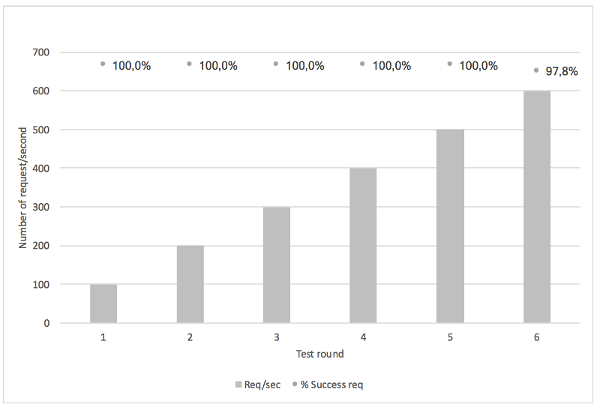 700
100,0% 100,0% 100,0% 100,0% 100,0% 97,8%
600
500
400
300
200
100
0
Number of request/second
1 2 3 4 5 6
Test round
Req/sec % Success req